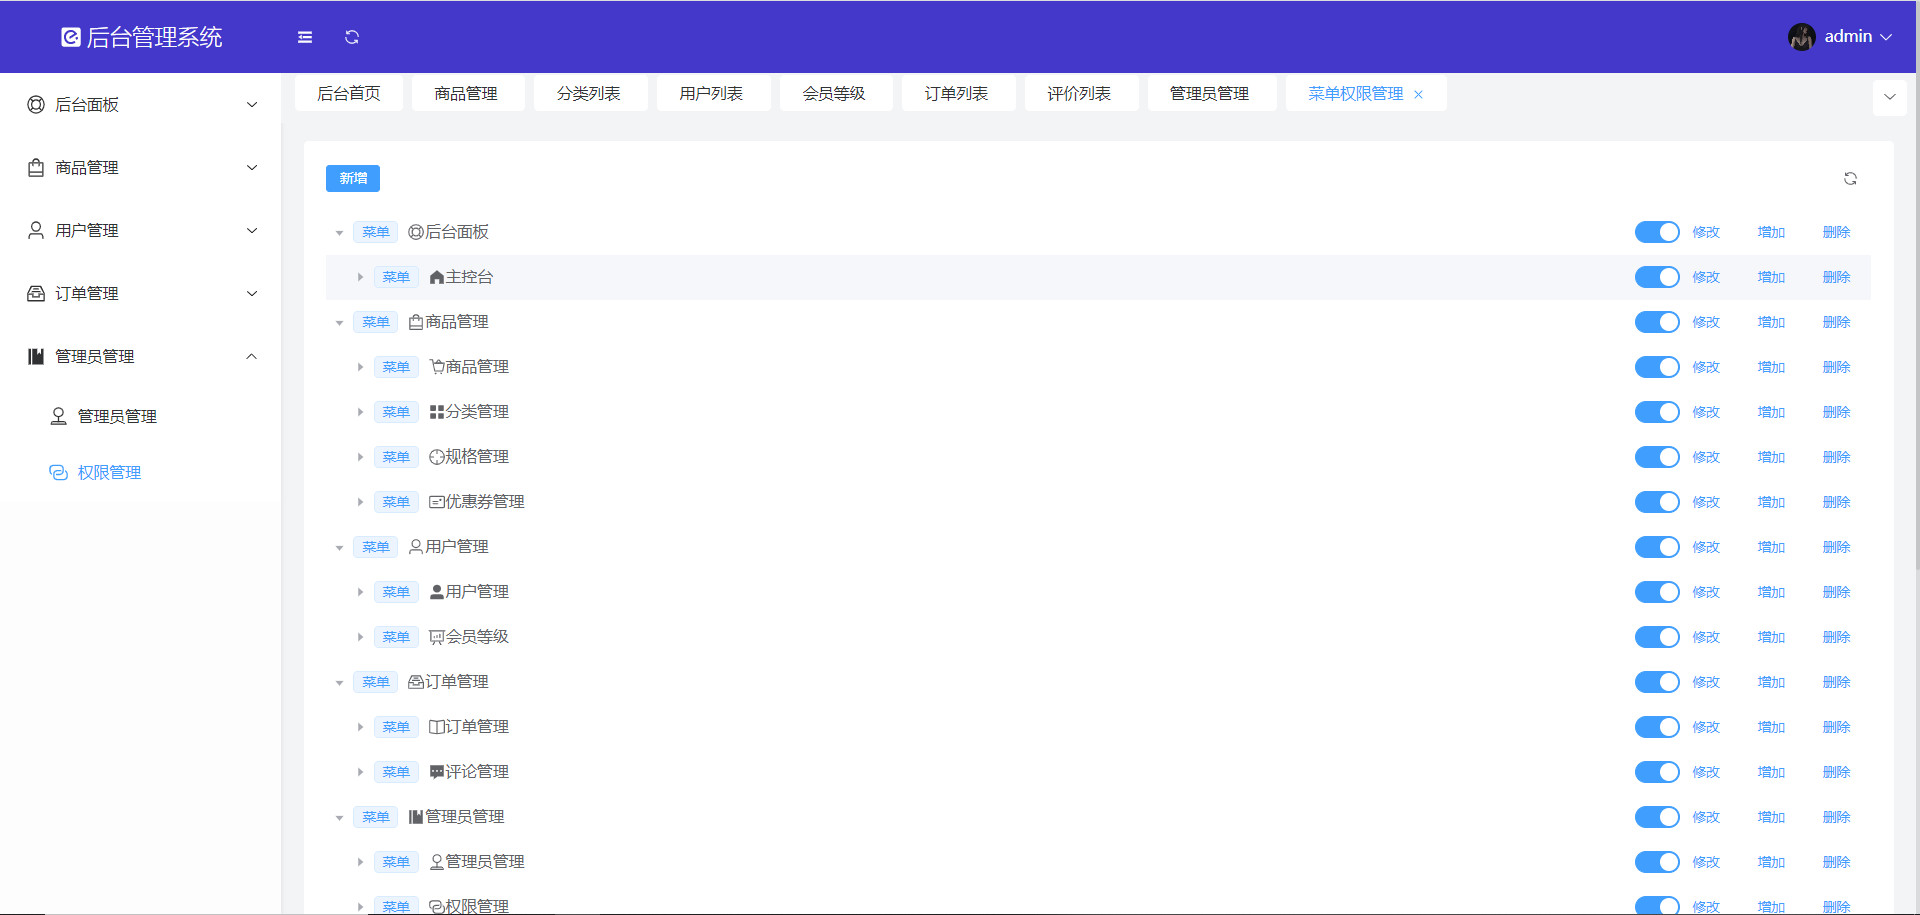 后台管理系统
admin
后台首页 商品管理 分类列表 用户列表 会员等级 订单列表 评价列表 管理员管理 菜单权限管理
后台面板
商品管理
用户管理
订单管理
管理员管理
管理员管理
权限管理
新增
菜单 后台面板 修改 增加 删除
菜单 主控台 修改 增加 删除
菜单 商品管理 修改 增加 删除
菜单 商品管理 修改 增加 删除
菜单 分类管理 修改 增加 删除
菜单 规格管理 修改 增加 删除
菜单 优惠券管理 修改 增加 删除
菜单 用户管理 修改 增加 删除
菜单 用户管理 修改 增加 删除
菜单 会员等级 修改 增加 删除
菜单 订单管理 修改 增加 删除
菜单 订单管理 修改 增加 删除
菜单 评论管理 修改 增加 删除
菜单 管理员管理 修改 增加 删除
菜单 管理员管理 修改 增加 删除
菜单 权限管理 修改 增加 删除